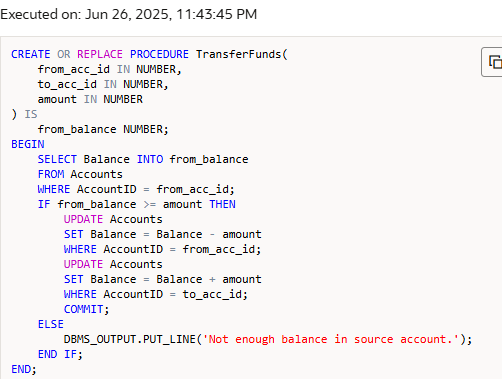 Executed on: Jun 26, 2025, 11:43:45 PM
CREATE OR REPLACE PROCEDURE TransferFunds(
    from_acc_id IN NUMBER,
    to_acc_id IN NUMBER,
    amount IN NUMBER
) IS
    from_balance NUMBER;
BEGIN
    SELECT Balance INTO from_balance
    FROM Accounts
    WHERE AccountID = from_acc_id;
    IF from_balance >= amount THEN
        UPDATE Accounts
        SET Balance = Balance - amount
        WHERE AccountID = from_acc_id;
        UPDATE Accounts
        SET Balance = Balance + amount
        WHERE AccountID = to_acc_id;
        COMMIT;
    ELSE
        DBMS_OUTPUT.PUT_LINE('Not enough balance in source account.');
    END IF;
END;